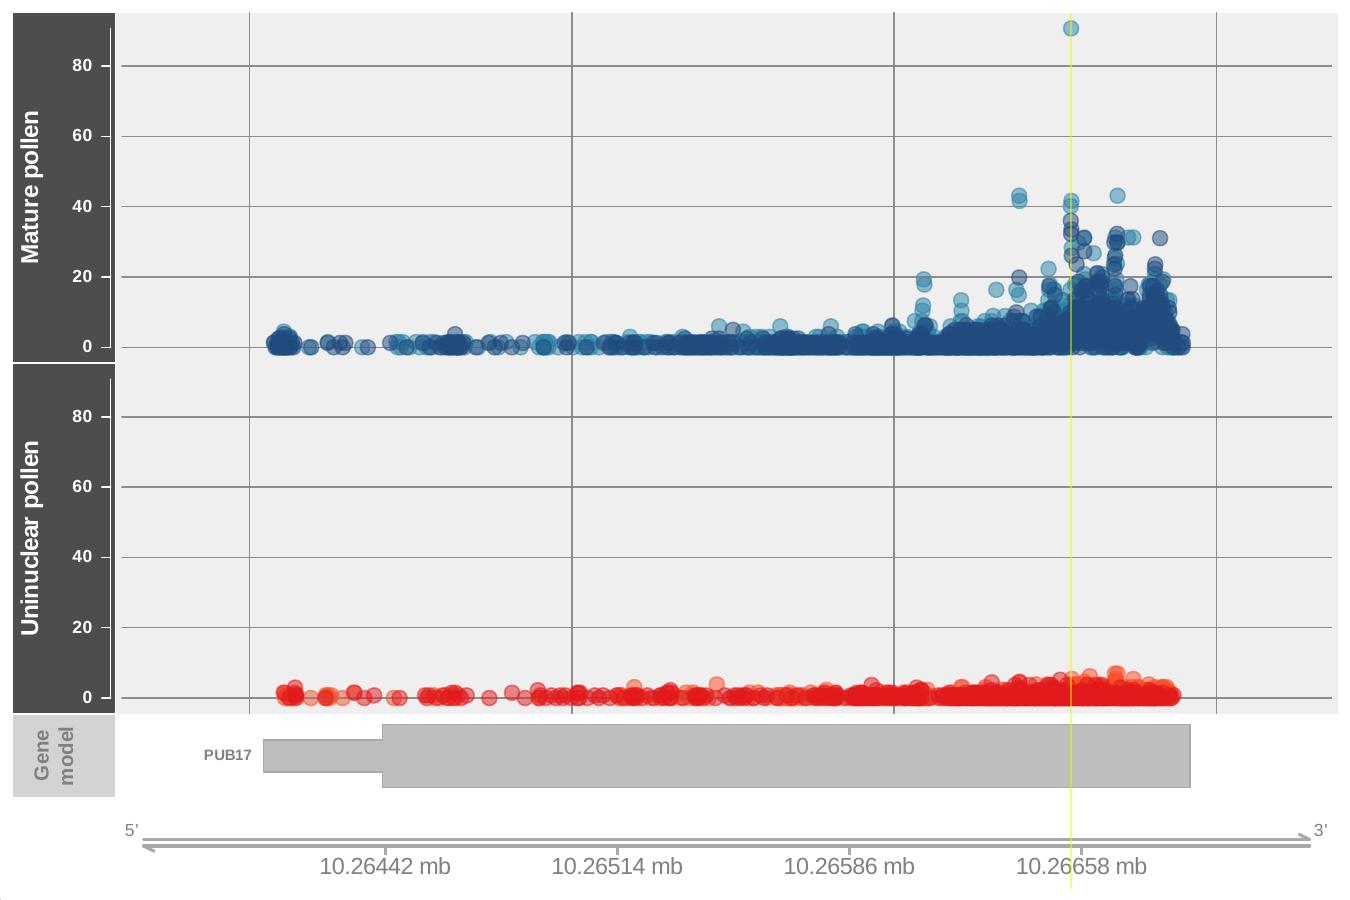 Mature pollen
80
60
40
20
0
Uninuclear pollen
80
60
40
20
0
Gene
model
PUB17
5'
3'
10.26442 mb
10.26514 mb
10.26586 mb
10.26658 mb